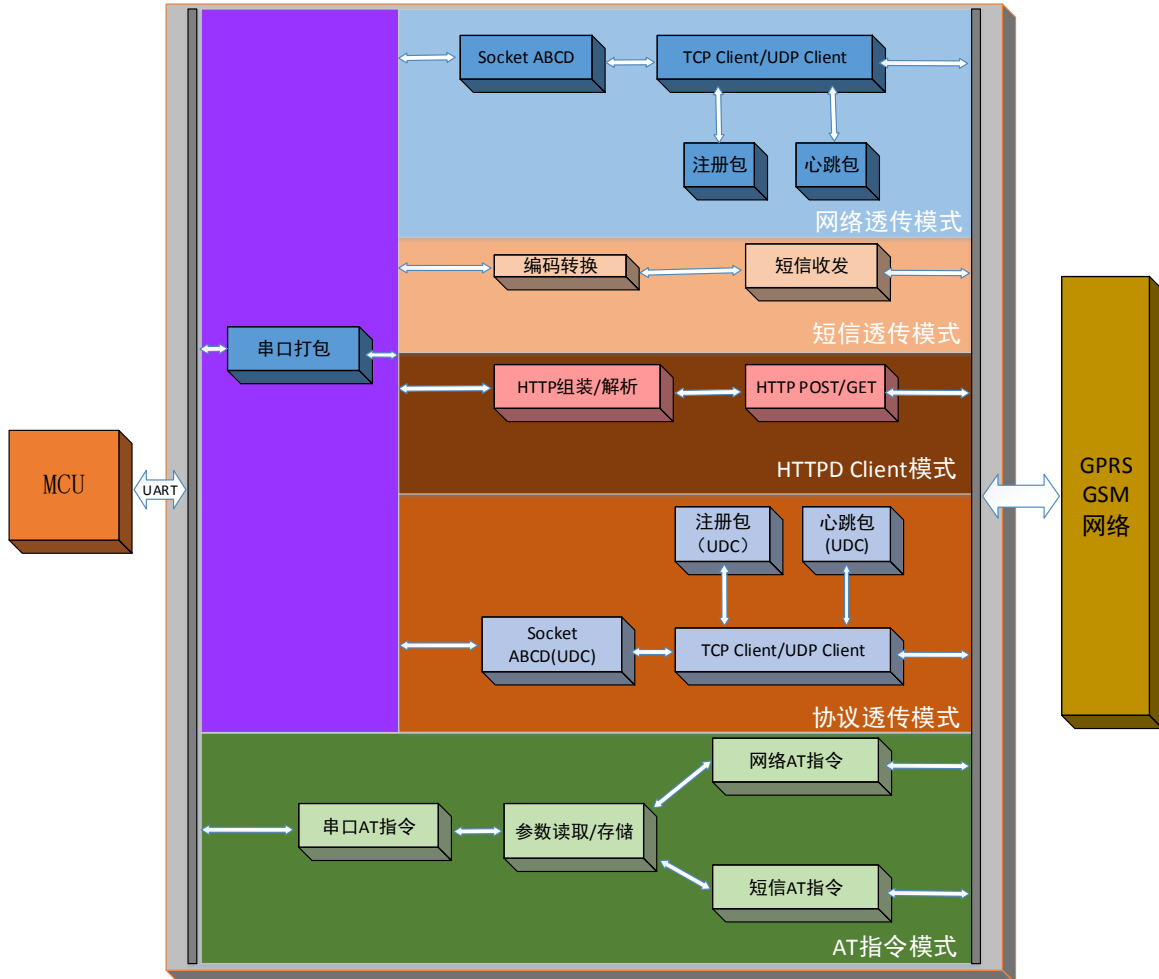 Socket ABCD
TCP Client/UDP Client
注册包
心跳包
网络透传模式
编码转换
短信收发
短信透传模式
串口打包
HTTP组装/解析
HTTP POST/GET
HTTPD Client模式
MCU
UART
GPRS
GSM
网络
注册包
（UDC）
心跳包
(UDC)
Socket
ABCD(UDC)
TCP Client/UDP Client
协议透传模式
网络AT指令
串口AT指令
参数读取/存储
短信AT指令
AT指令模式